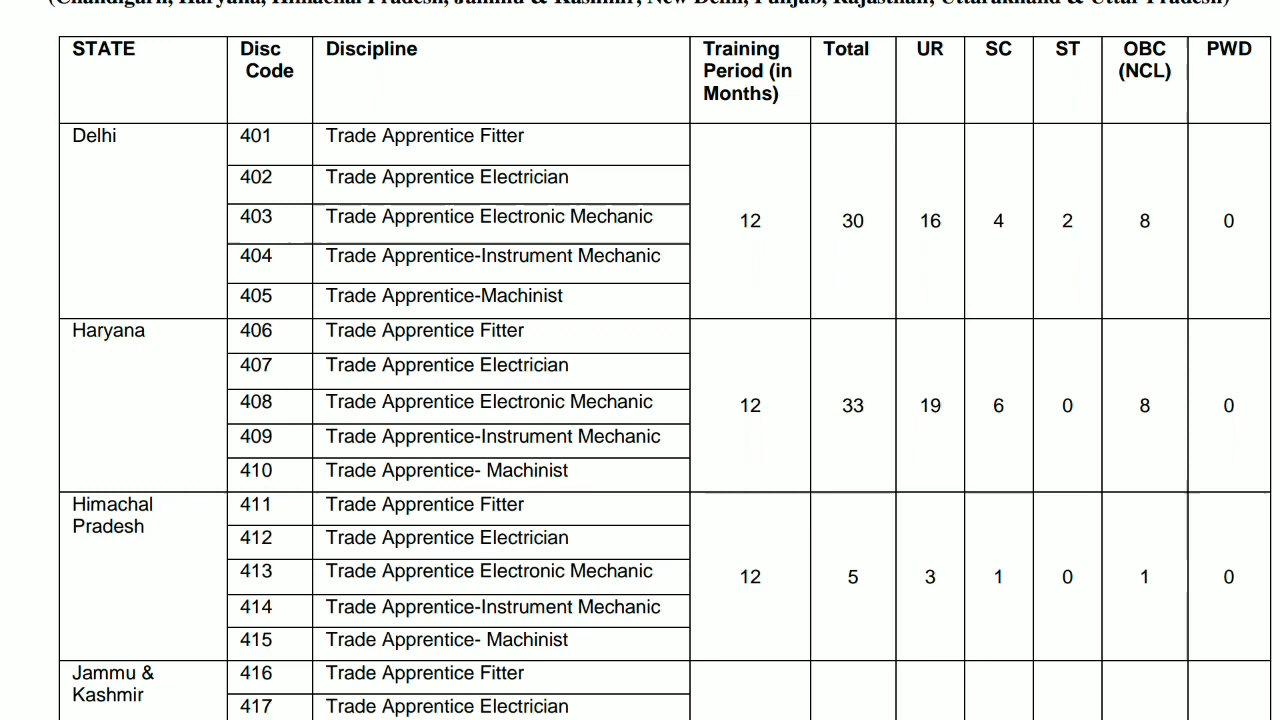 (Chandigarh, Haryana, Himachal Pradesh, Jammu & Kashmir, New Delhi, Punjab, Rajasthan, Uttarakhand & Uttar Pradesh)
STATE Disc Code Discipline Training Period (in Months) Total UR SC ST OBC (NCL) PWD
Delhi 401 Trade Apprentice Fitter
402 Trade Apprentice Electrician
403 Trade Apprentice Electronic Mechanic
12 30 16 4 2 8 0
404 Trade Apprentice-Instrument Mechanic
405 Trade Apprentice-Machinist
Haryana 406 Trade Apprentice Fitter
407 Trade Apprentice Electrician
408 Trade Apprentice Electronic Mechanic
12 33 19 6 0 8 0
409 Trade Apprentice-Instrument Mechanic
410 Trade Apprentice- Machinist
Himachal Pradesh 411 Trade Apprentice Fitter
412 Trade Apprentice Electrician
413 Trade Apprentice Electronic Mechanic
12 5 3 1 0 1 0
414 Trade Apprentice-Instrument Mechanic
415 Trade Apprentice- Machinist
Jammu & Kashmir 416 Trade Apprentice Fitter
417 Trade Apprentice Electrician